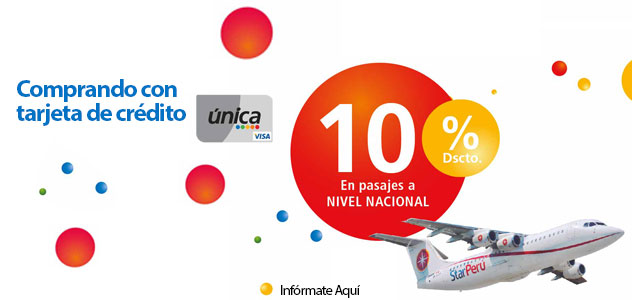 Comprando con
tarjeta de crédito
única
VISA
10
%
Dscto.
En pasajes a
NIVEL NACIONAL
StarPerú
Infórmate Aquí